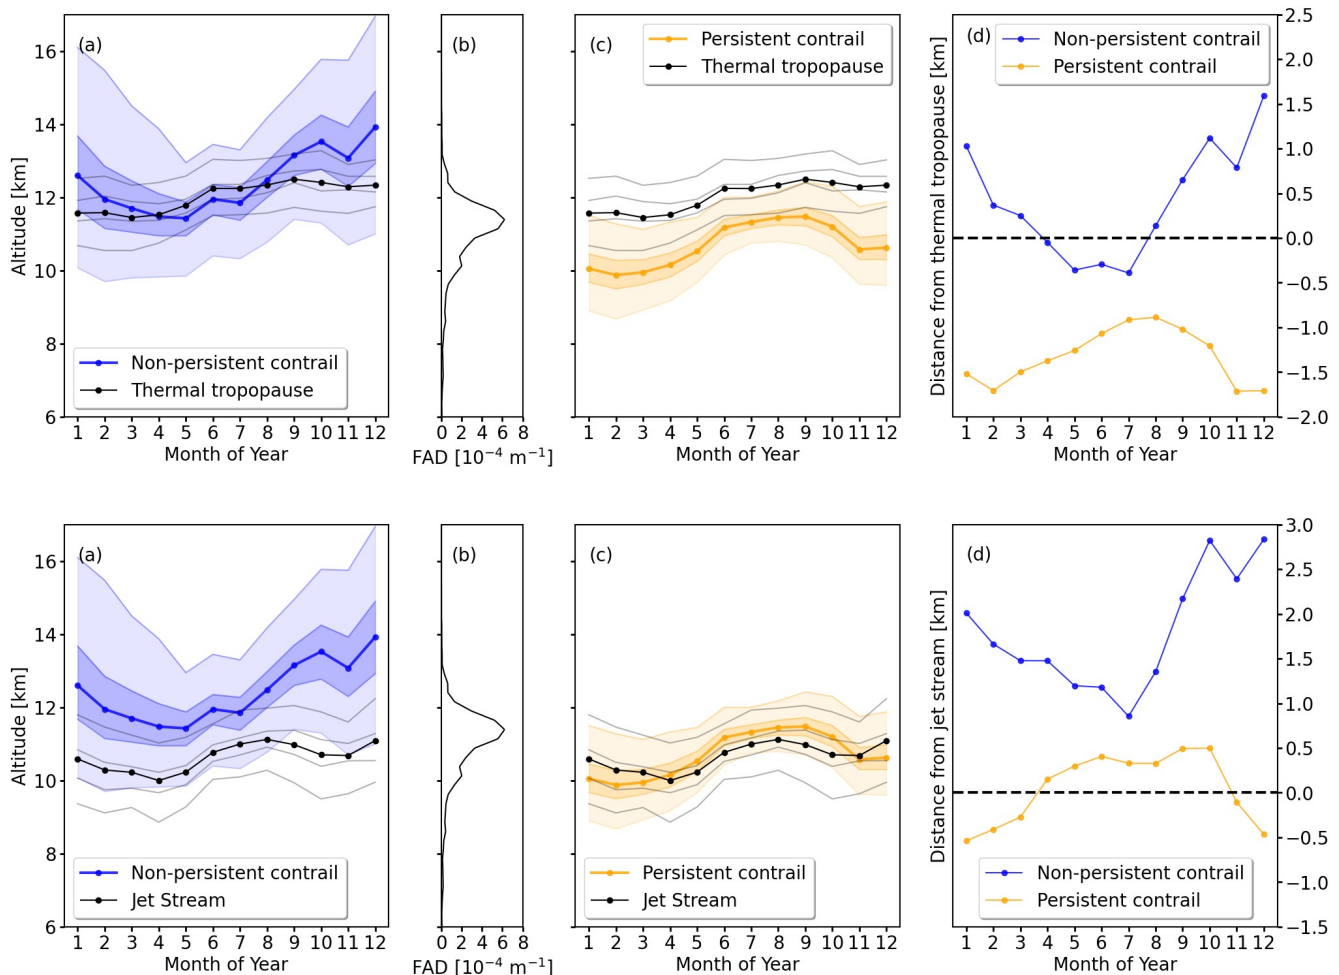 (a)
16
14
12
10
8
6
Altitude [km]
Non-persistent contrail
Thermal tropopause
1 2 3 4 5 6 7 8 9 10 11 12
Month of Year
(b)
0 2 4 6 8
FAD [10⁻⁴ m⁻¹]
(c)
Persistent contrail
Thermal tropopause
1 2 3 4 5 6 7 8 9 10 11 12
Month of Year
(d)
Non-persistent contrail
Persistent contrail
Distance from thermal tropopause [km]
2.5
2.0
1.5
1.0
0.5
0.0
−0.5
−1.0
−1.5
−2.0
1 2 3 4 5 6 7 8 9 10 11 12
Month of Year
(a)
16
14
12
10
8
6
Altitude [km]
Non-persistent contrail
Jet Stream
1 2 3 4 5 6 7 8 9 10 11 12
Month of Year
(b)
0 2 4 6 8
FAD [10⁻⁴ m⁻¹]
(c)
Persistent contrail
Jet Stream
1 2 3 4 5 6 7 8 9 10 11 12
Month of Year
(d)
Distance from jet stream [km]
3.0
2.5
2.0
1.5
1.0
0.5
0.0
−0.5
−1.0
−1.5
Non-persistent contrail
Persistent contrail
1 2 3 4 5 6 7 8 9 10 11 12
Month of Year